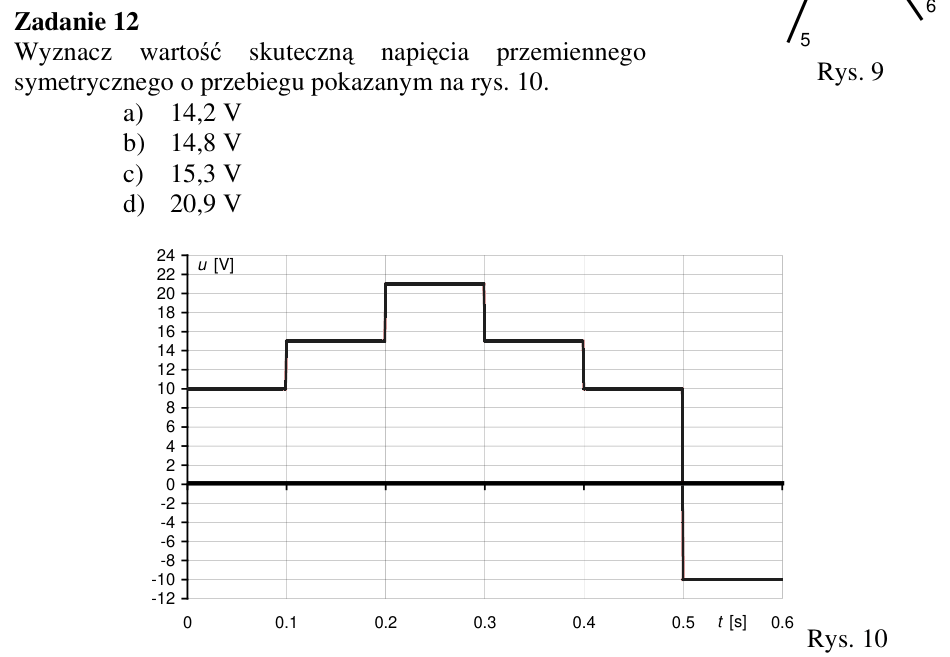 Zadanie 12
Wyznacz wartość skuteczną napięcia przemiennego
symetrycznego o przebiegu pokazanym na rys. 10.
a) 14,2 V
b) 14,8 V
c) 15,3 V
d) 20,9 V
5
6
Rys. 9
u [V]
24
22
20
18
16
14
12
10
8
6
4
2
0
-2
-4
-6
-8
-10
-12
0 0.1 0.2 0.3 0.4 0.5 t [s] 0.6
Rys. 10